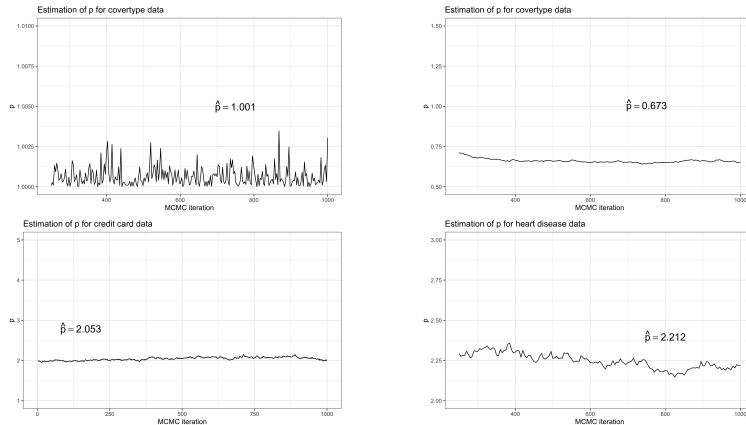 Estimation of p for covertype data
1.0100
1.0075
1.0050
1.0025
1.0000
p
p̂ = 1.001
400
600
800
1000
MCMC iteration
Estimation of p for covertype data
1.50
1.25
1.00
0.75
0.50
p
p̂ = 0.673
400
600
800
1000
MCMC iteration
Estimation of p for credit card data
5
4
3
2
1
p
p̂ = 2.053
0
250
500
750
1000
MCMC iteration
Estimation of p for heart disease data
3.00
2.75
2.50
2.25
2.00
p
p̂ = 2.212
400
600
800
1000
MCMC iteration